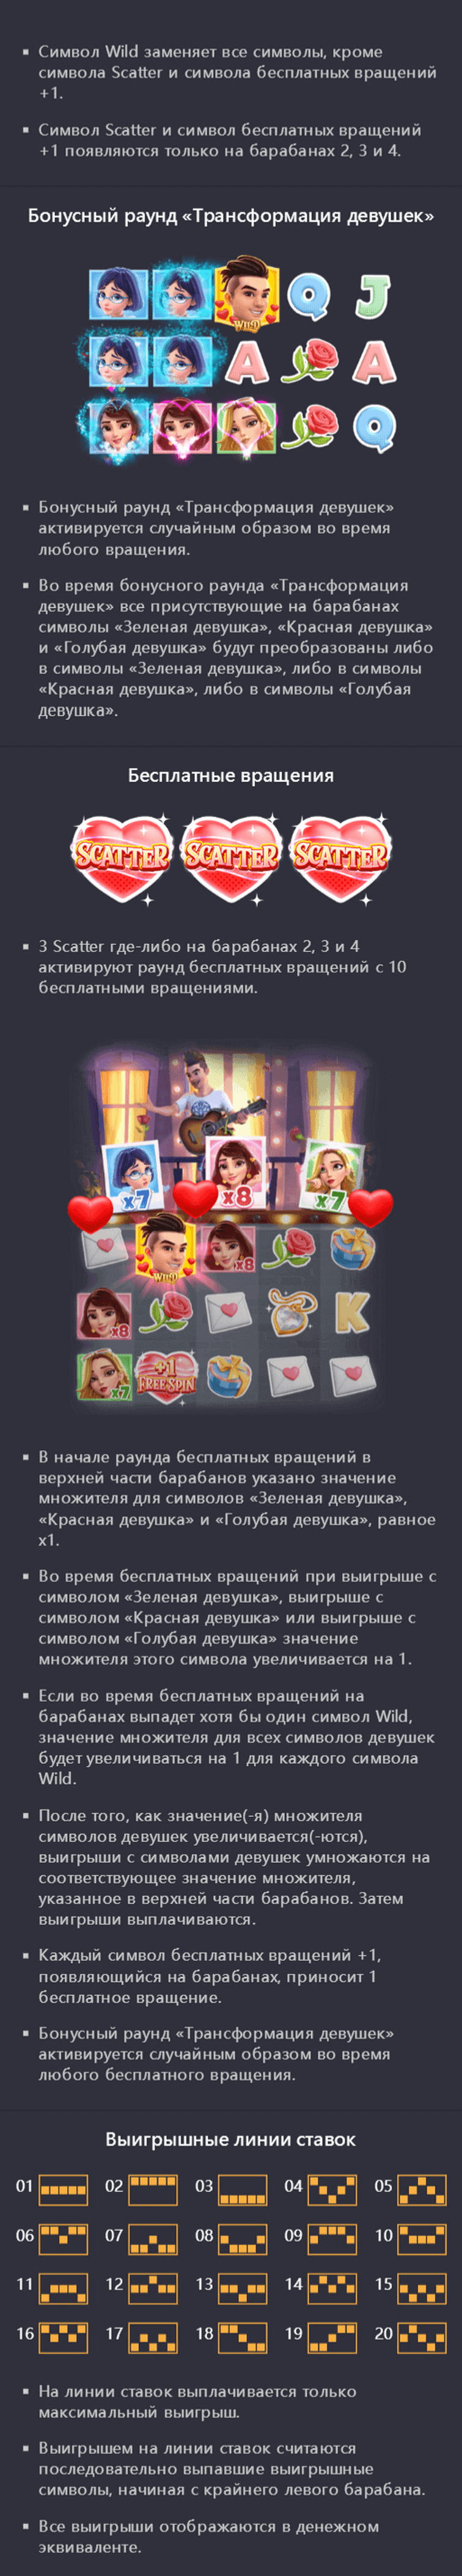 Символ Wild заменяет все символы, кроме
символа Scatter и символа бесплатных вращений
+1.
Символ Scatter и символ бесплатных вращений
+1 появляются только на барабанах 2, 3 и 4.
Бонусный раунд «Трансформация девушек»
WILD
Q
J
A
A
Q
Бонусный раунд «Трансформация девушек»
активируется случайным образом во время
любого вращения.
Во время бонусного раунда «Трансформация
девушек» все присутствующие на барабанах
символы «Зеленая девушка», «Красная девушка»
и «Голубая девушка» будут преобразованы либо
в символы «Зеленая девушка», либо в символы
«Красная девушка», либо в символы «Голубая
девушка».
Бесплатные вращения
SCATTER SCATTER SCATTER
3 Scatter где-либо на барабанах 2, 3 и 4
активируют раунд бесплатных вращений с 10
бесплатными вращениями.
x7
x8
x7
WILD
x8
x8
K
x7
+1
FREE SPIN
В начале раунда бесплатных вращений в
верхней части барабанов указано значение
множителя для символов «Зеленая девушка»,
«Красная девушка» и «Голубая девушка», равное
x1.
Во время бесплатных вращений при выигрыше с
символом «Зеленая девушка», выигрыше с
символом «Красная девушка» или выигрыше с
символом «Голубая девушка» значение
множителя этого символа увеличивается на 1.
Если во время бесплатных вращений на
барабанах выпадет хотя бы один символ Wild,
значение множителя для всех символов девушек
будет увеличиваться на 1 для каждого символа
Wild.
После того, как значение(-я) множителя
символов девушек увеличивается(-ются),
выигрыши с символами девушек умножаются на
соответствующее значение множителя,
указанное в верхней части барабанов. Затем
выигрыши выплачиваются.
Каждый символ бесплатных вращений +1,
появляющийся на барабанах, приносит 1
бесплатное вращение.
Бонусный раунд «Трансформация девушек»
активируется случайным образом во время
любого бесплатного вращения.
Выигрышные линии ставок
01 02 03 04 05
06 07 08 09 10
11 12 13 14 15
16 17 18 19 20
На линии ставок выплачивается только
максимальный выигрыш.
Выигрышем на линии ставок считаются
последовательно выпавшие выигрышные
символы, начиная с крайнего левого барабана.
Все выигрыши отображаются в денежном
эквиваленте.